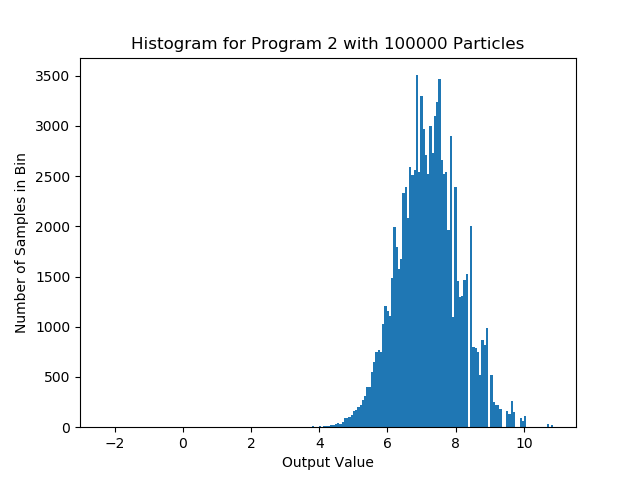 Histogram for Program 2 with 100000 Particles
3500
3000
2500
2000
1500
1000
500
0
Number of Samples in Bin
−2 0 2 4 6 8 10
Output Value